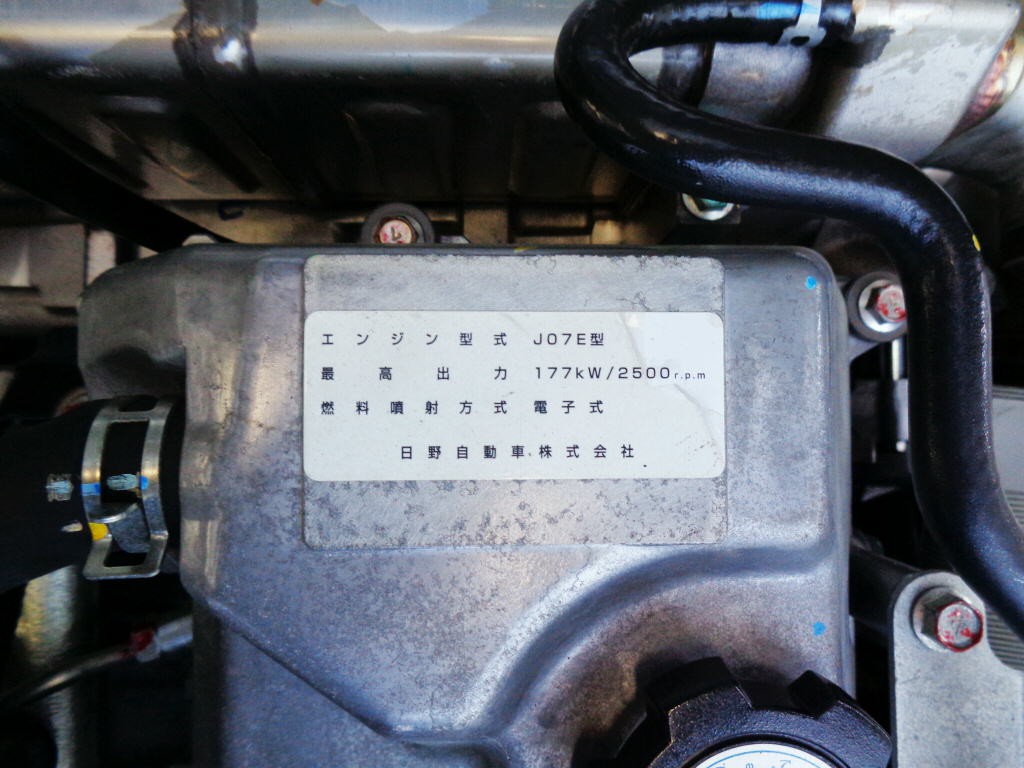 エンジン型式 J07E型
最高出力 177kW/2500r.p.m
燃料噴射方式 電子式
日野自動車株式会社